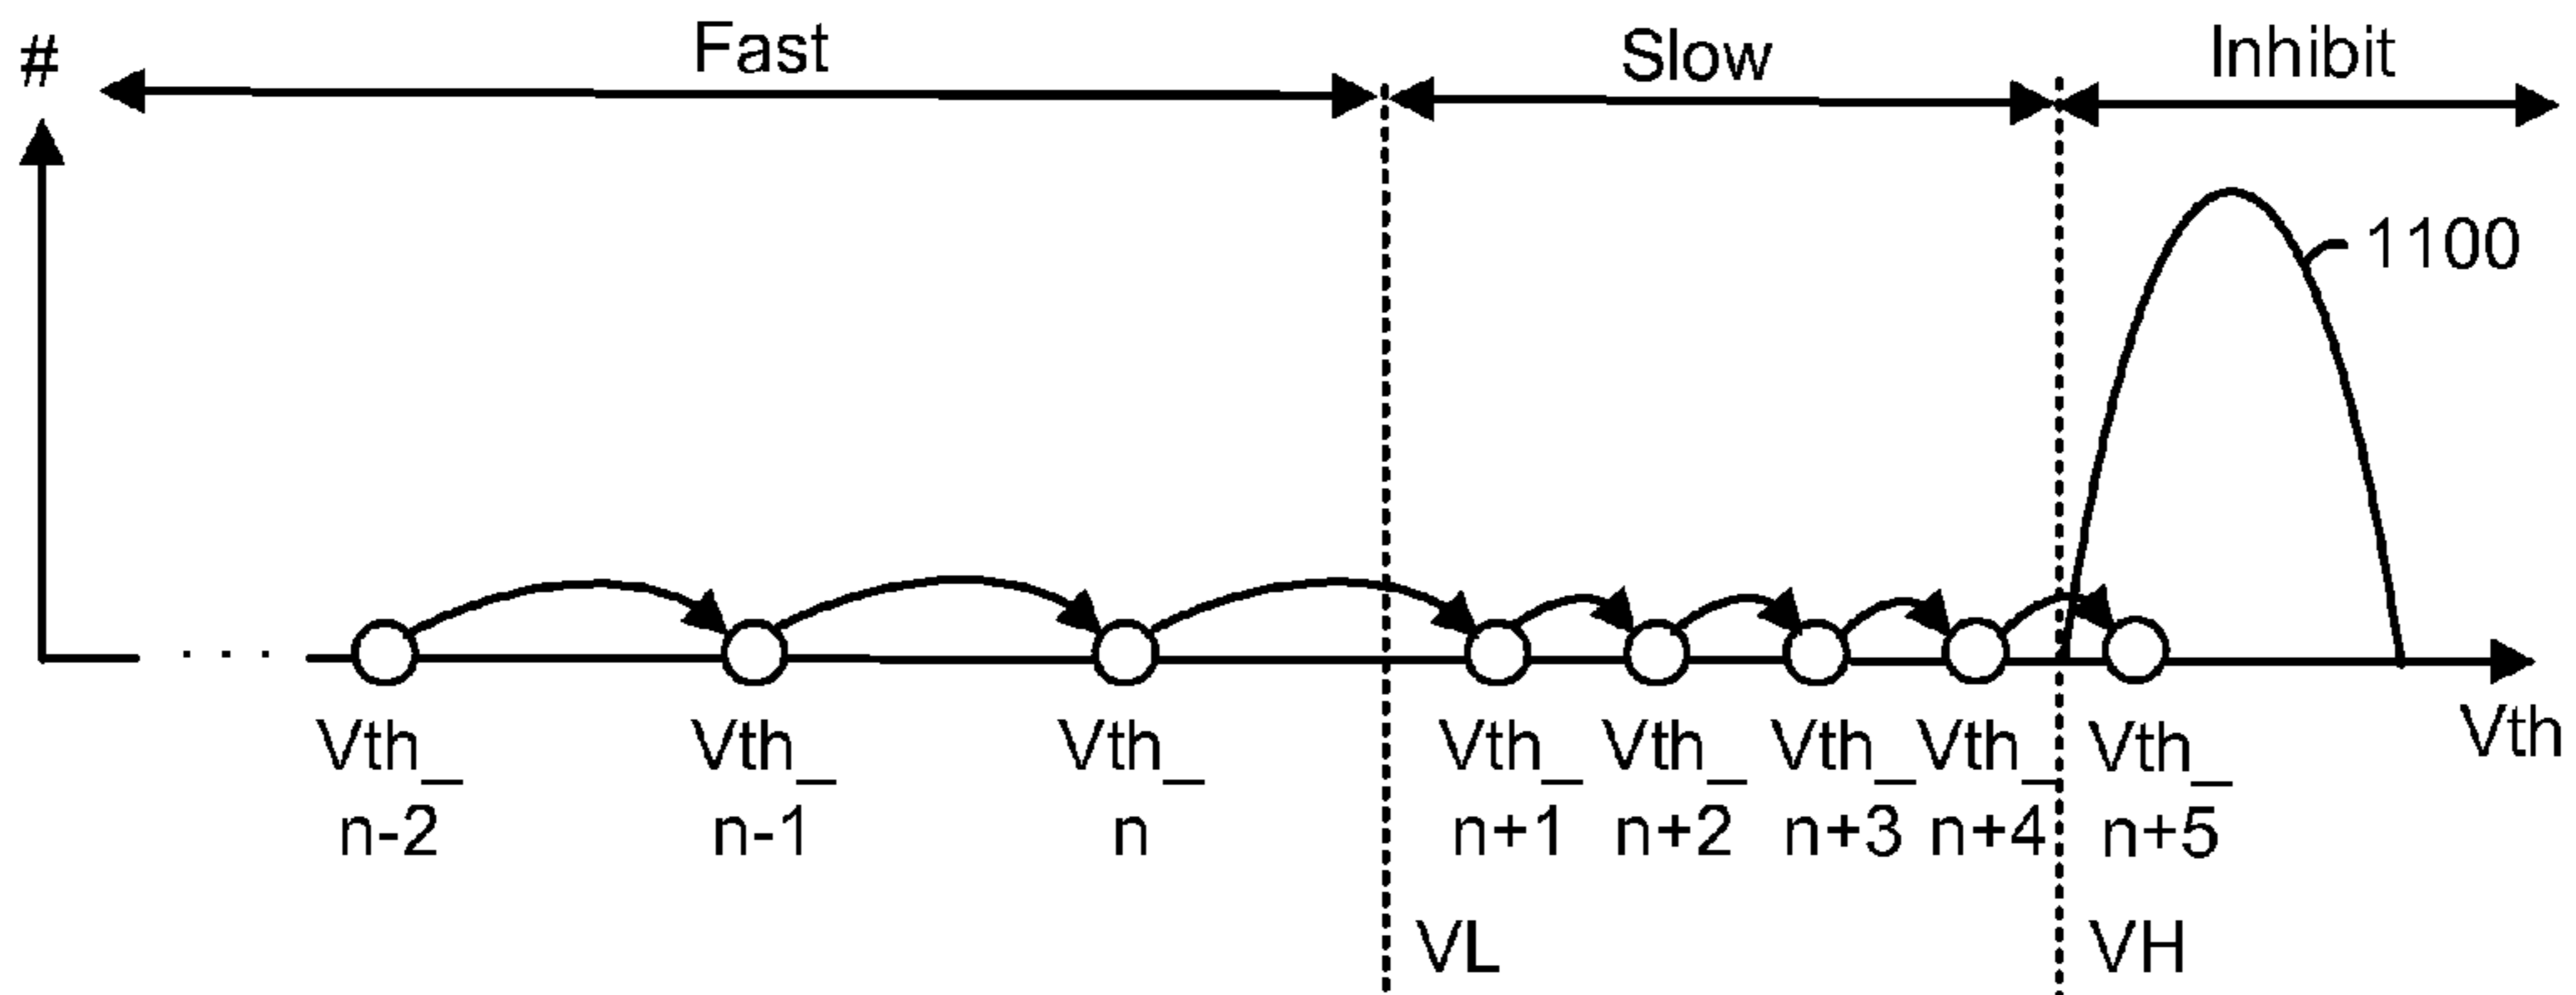 #
Fast
Slow
Inhibit
1100
. . .
Vth_ Vth_ Vth_ Vth_ Vth_ Vth_ Vth_ Vth_ Vth
n-2 n-1 n n+1 n+2 n+3 n+4 n+5
VL VH